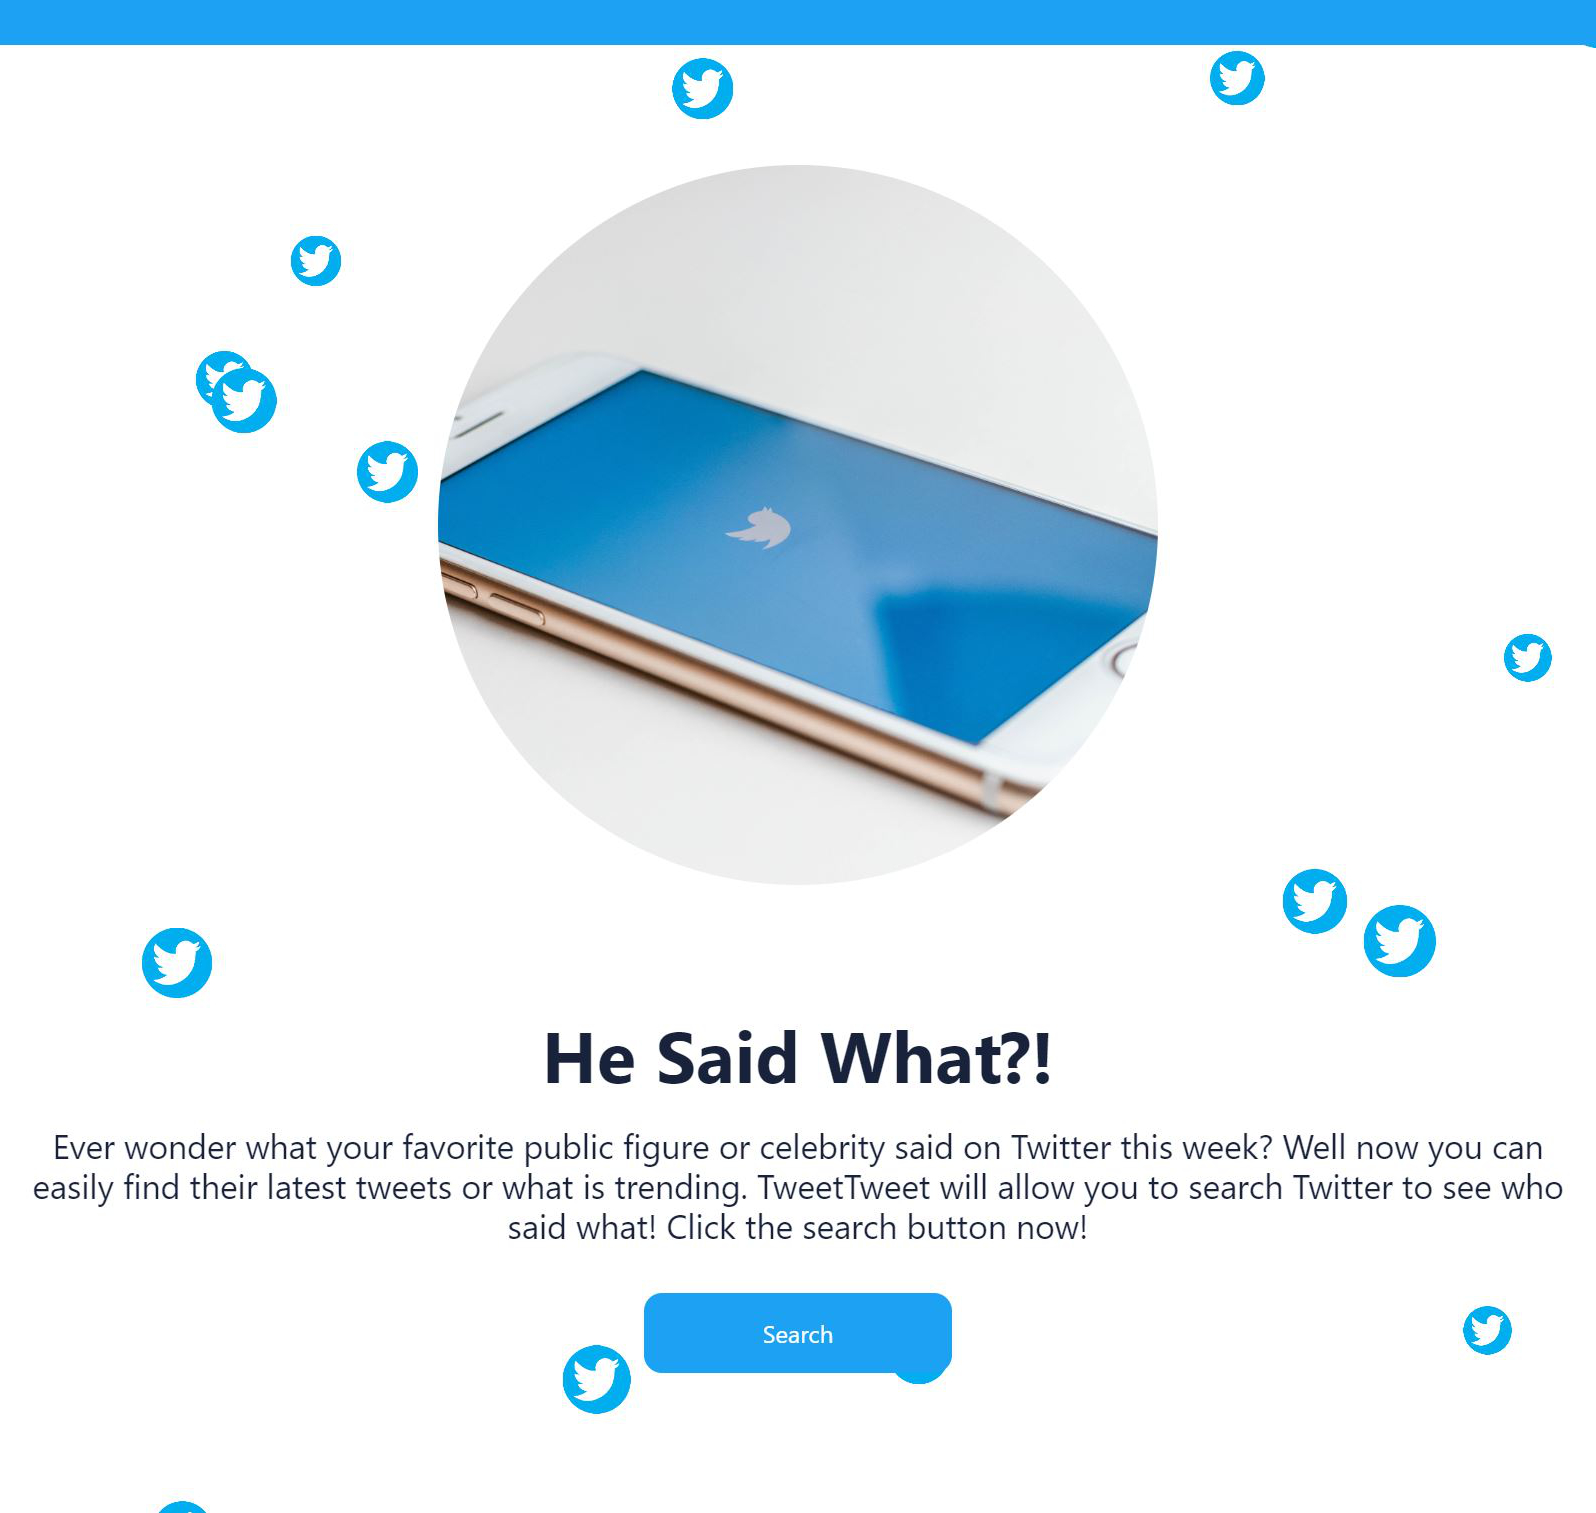 He Said What?!
Ever wonder what your favorite public figure or celebrity said on Twitter this week? Well now you can
easily find their latest tweets or what is trending. TweetTweet will allow you to search Twitter to see who
said what! Click the search button now!
Search